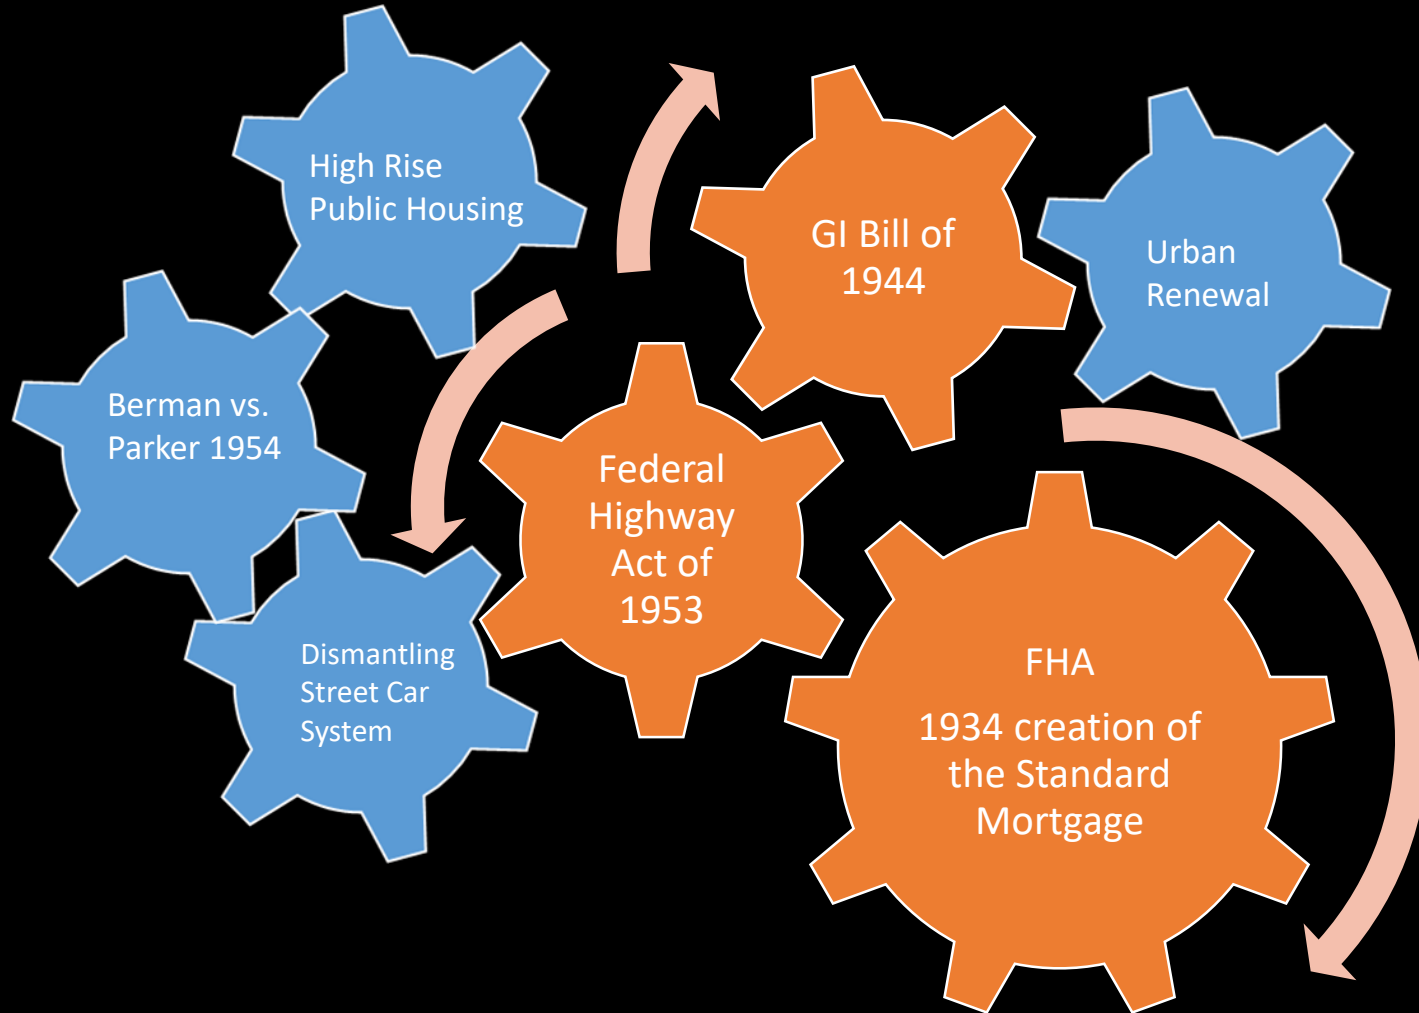 High Rise
Public Housing
GI Bill of
1944
Urban
Renewal
Berman vs.
Parker 1954
Federal
Highway
Act of
1953
Dismantling
Street Car
System
FHA
1934 creation of
the Standard
Mortgage